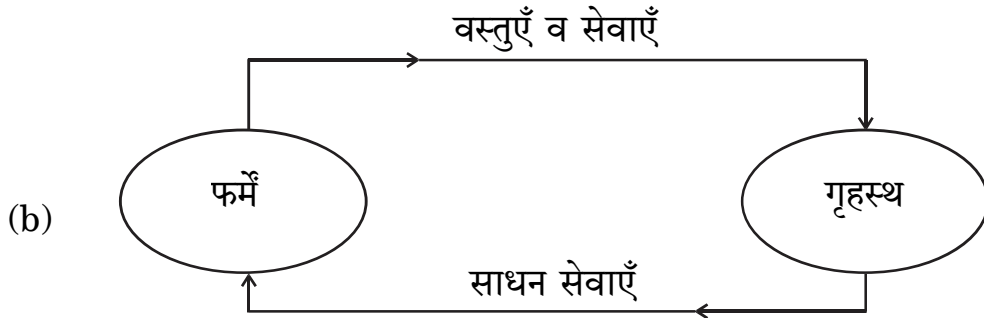 वस्तुएँ व सेवाएँ
फर्में
गृहस्थ
(b)
साधन सेवाएँ